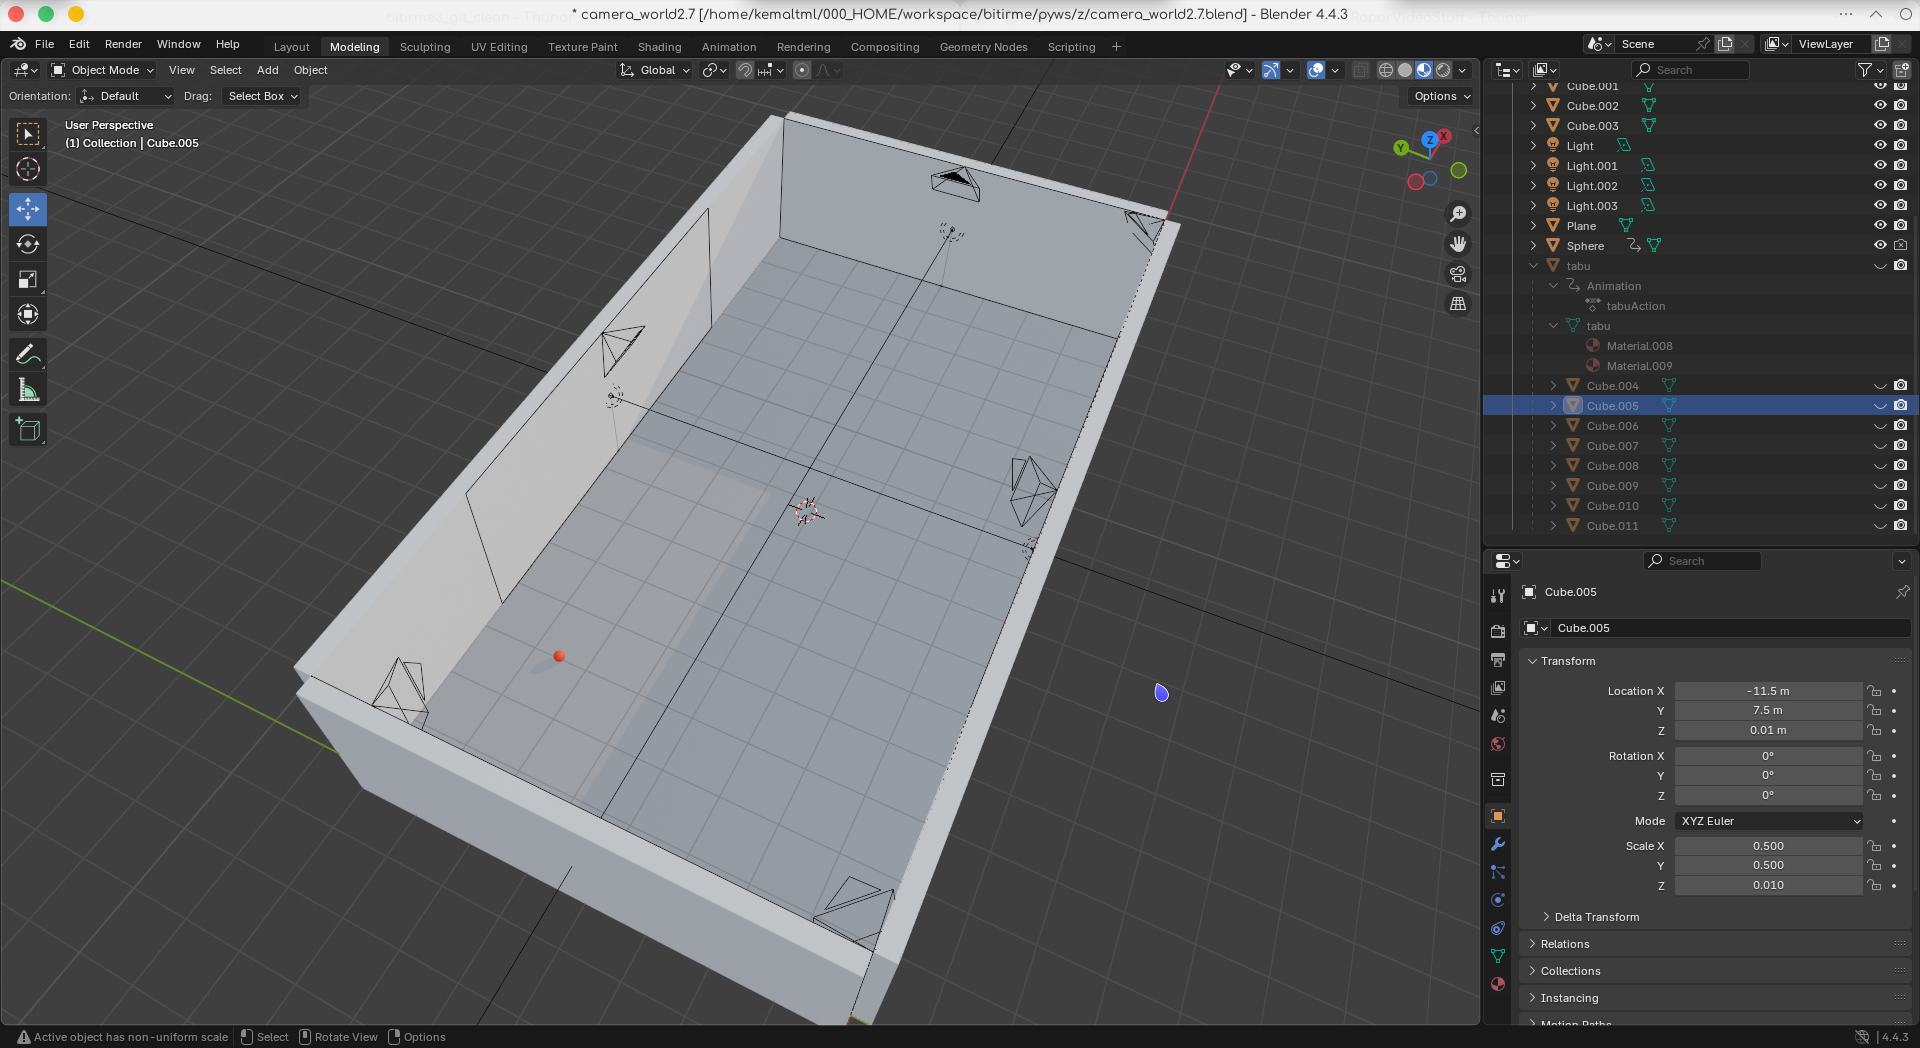 * camera_world2.7 [/home/kemaltml/000_HOME/workspace/bitirme/pyws/z/camera_world2.7.blend] - Blender 4.4.3
File Edit Render Window Help
Layout Modeling Sculpting UV Editing Texture Paint Shading Animation Rendering Compositing Geometry Nodes Scripting +
Scene
ViewLayer
Object Mode View Select Add Object
Global
Search
Orientation: Default Drag: Select Box
Options
User Perspective
(1) Collection | Cube.005
Z
X
Y
Cube.001
Cube.002
Cube.003
Light
Light.001
Light.002
Light.003
Plane
Sphere
tabu
Animation
tabuAction
tabu
Material.008
Material.009
Cube.004
Cube.005
Cube.006
Cube.007
Cube.008
Cube.009
Cube.010
Cube.011
Search
Cube.005
Cube.005
Transform
Location X -11.5 m
Y 7.5 m
Z 0.01 m
Rotation X 0°
Y 0°
Z 0°
Mode XYZ Euler
Scale X 0.500
Y 0.500
Z 0.010
Delta Transform
Relations
Collections
Instancing
Motion Paths
Active object has non-uniform scale Select Rotate View Options
4.4.3